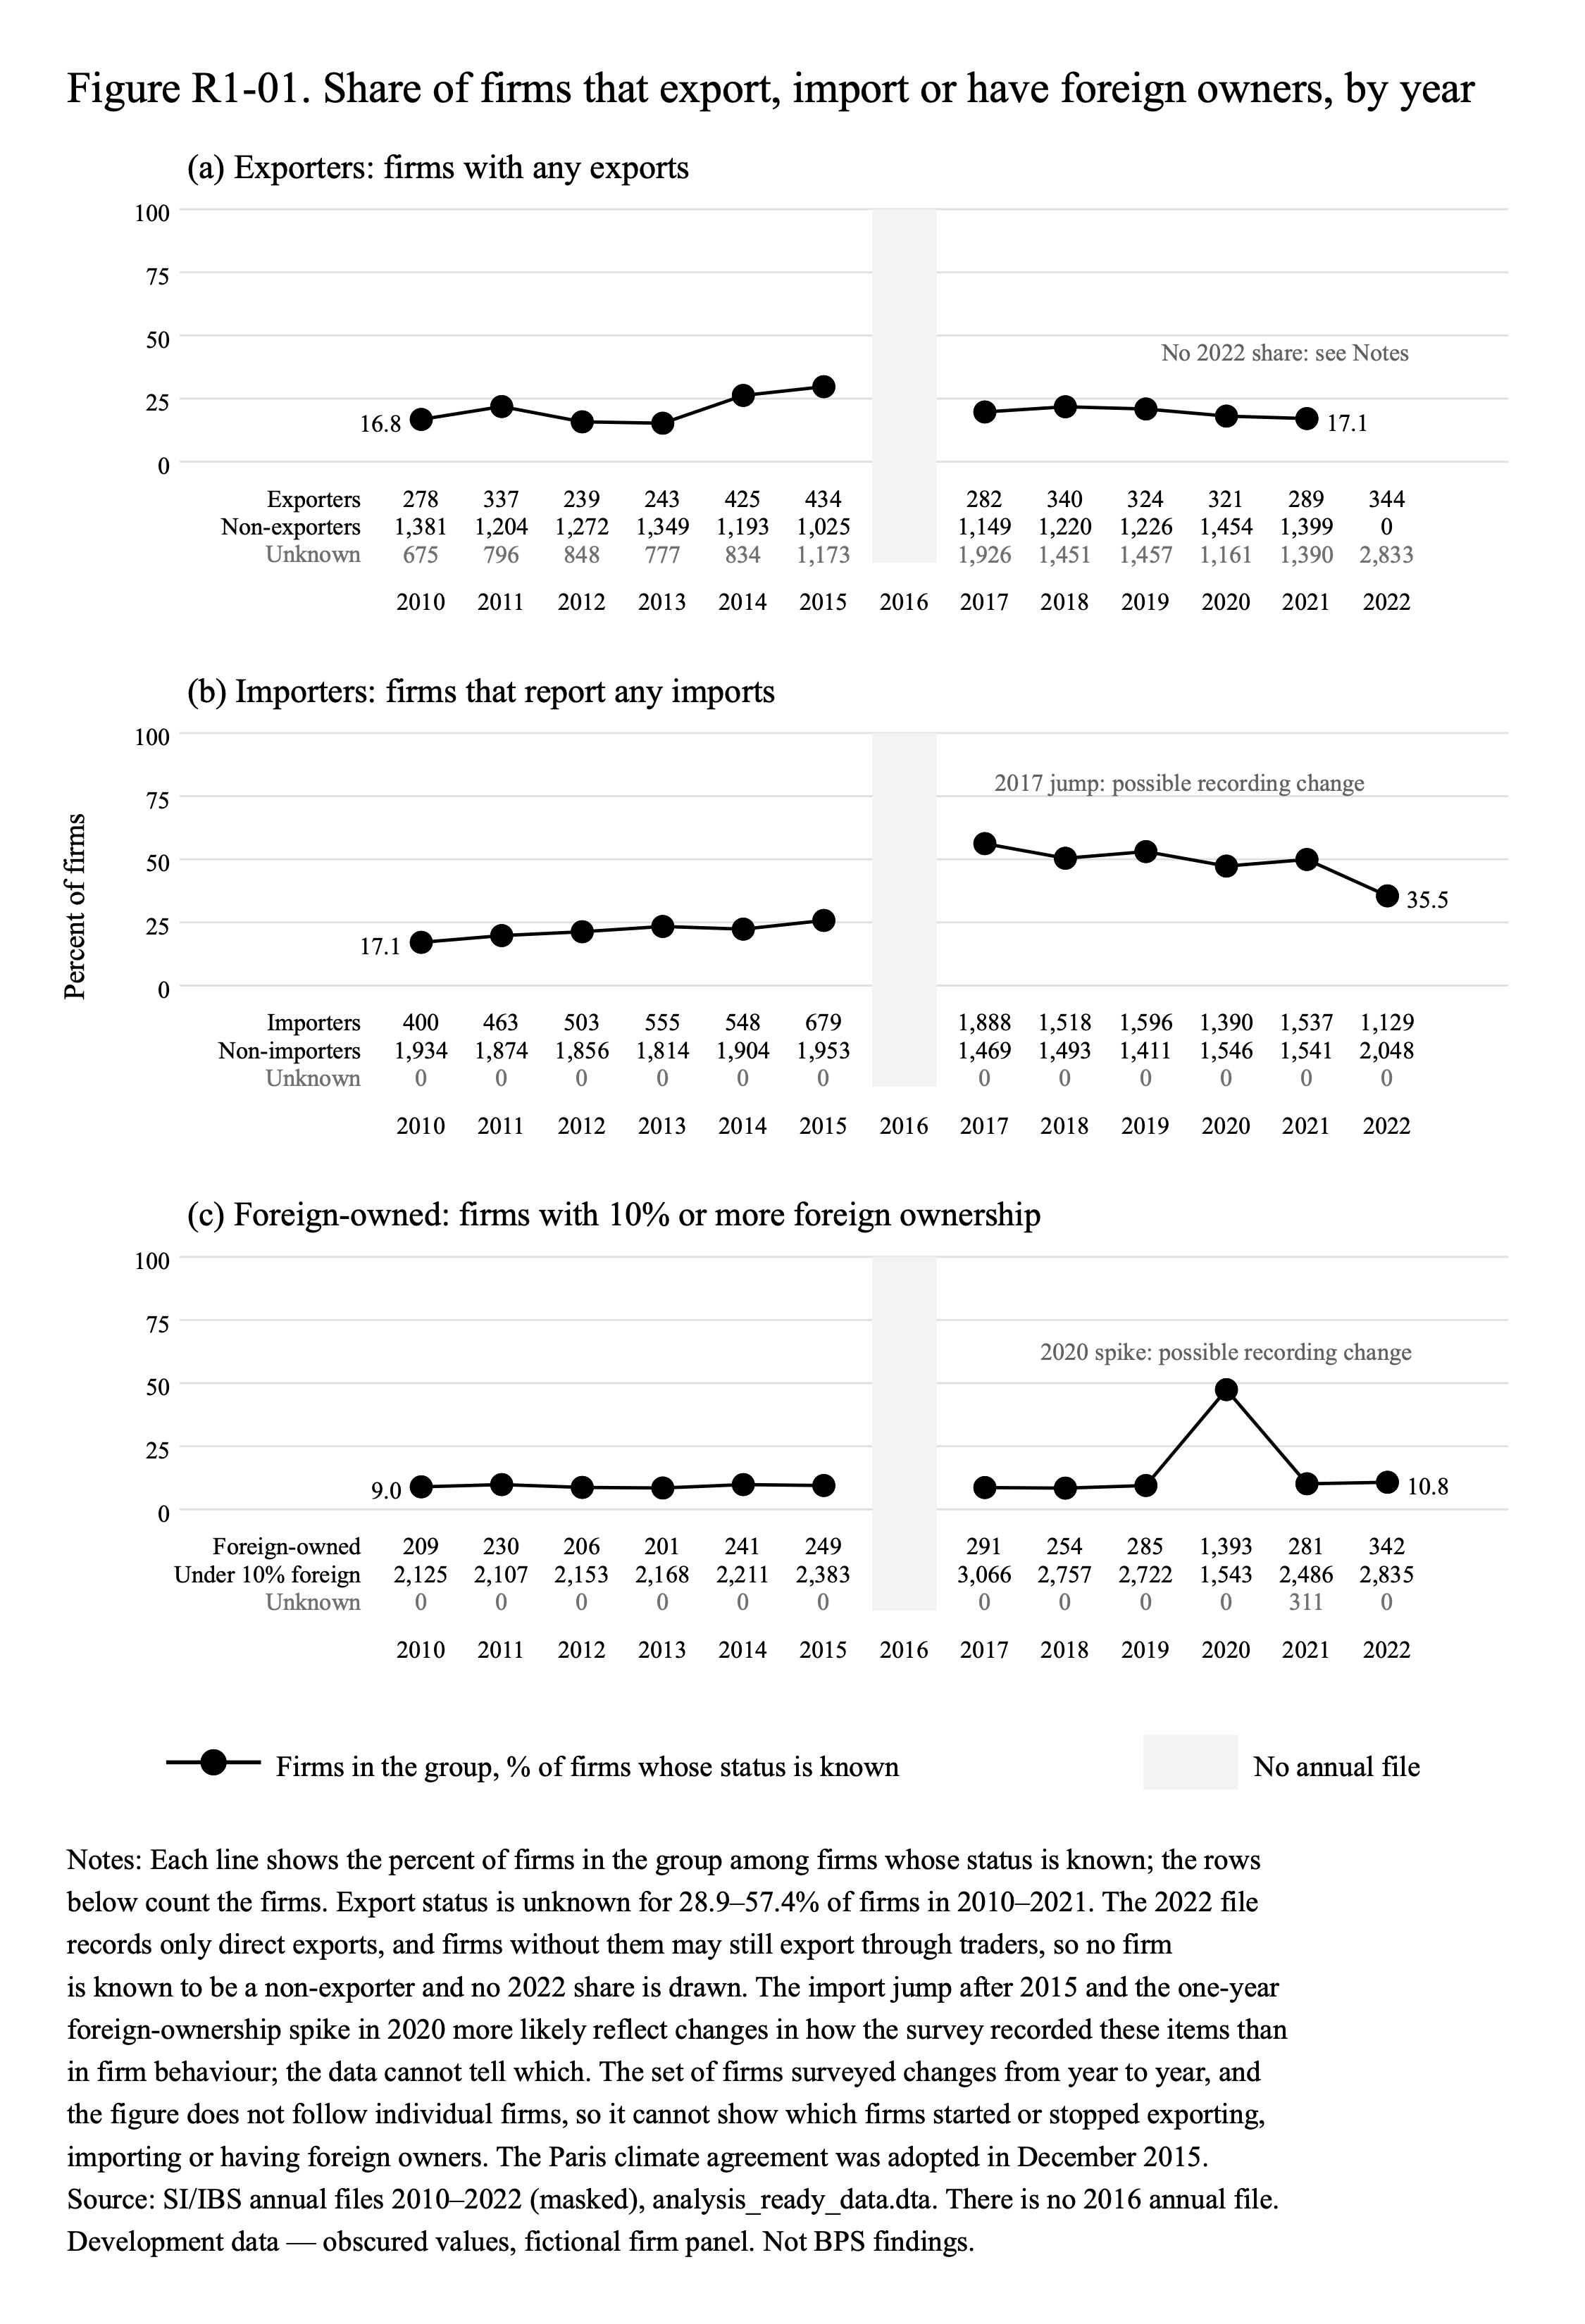 Figure R1-01. Share of firms that export, import or have foreign owners, by year
(a) Exporters: firms with any exports
100
75
50
No 2022 share: see Notes
25
16.8
17.1
0
Exporters 278 337 239 243 425 434 282 340 324 321 289 344
Non-exporters 1,381 1,204 1,272 1,349 1,193 1,025 1,149 1,220 1,226 1,454 1,399 0
Unknown 675 796 848 777 834 1,173 1,926 1,451 1,457 1,161 1,390 2,833
2010 2011 2012 2013 2014 2015 2016 2017 2018 2019 2020 2021 2022
(b) Importers: firms that report any imports
100
2017 jump: possible recording change
75
Percent of firms
50
35.5
25
17.1
0
Importers 400 463 503 555 548 679 1,888 1,518 1,596 1,390 1,537 1,129
Non-importers 1,934 1,874 1,856 1,814 1,904 1,953 1,469 1,493 1,411 1,546 1,541 2,048
Unknown 0 0 0 0 0 0 0 0 0 0 0 0
2010 2011 2012 2013 2014 2015 2016 2017 2018 2019 2020 2021 2022
(c) Foreign-owned: firms with 10% or more foreign ownership
100
75
2020 spike: possible recording change
50
25
9.0
10.8
0
Foreign-owned 209 230 206 201 241 249 291 254 285 1,393 281 342
Under 10% foreign 2,125 2,107 2,153 2,168 2,211 2,383 3,066 2,757 2,722 1,543 2,486 2,835
Unknown 0 0 0 0 0 0 0 0 0 0 311 0
2010 2011 2012 2013 2014 2015 2016 2017 2018 2019 2020 2021 2022
Firms in the group, % of firms whose status is known
No annual file
Notes: Each line shows the percent of firms in the group among firms whose status is known; the rows
below count the firms. Export status is unknown for 28.9–57.4% of firms in 2010–2021. The 2022 file
records only direct exports, and firms without them may still export through traders, so no firm
is known to be a non-exporter and no 2022 share is drawn. The import jump after 2015 and the one-year
foreign-ownership spike in 2020 more likely reflect changes in how the survey recorded these items than
in firm behaviour; the data cannot tell which. The set of firms surveyed changes from year to year, and
the figure does not follow individual firms, so it cannot show which firms started or stopped exporting,
importing or having foreign owners. The Paris climate agreement was adopted in December 2015.
Source: SI/IBS annual files 2010–2022 (masked), analysis_ready_data.dta. There is no 2016 annual file.
Development data — obscured values, fictional firm panel. Not BPS findings.